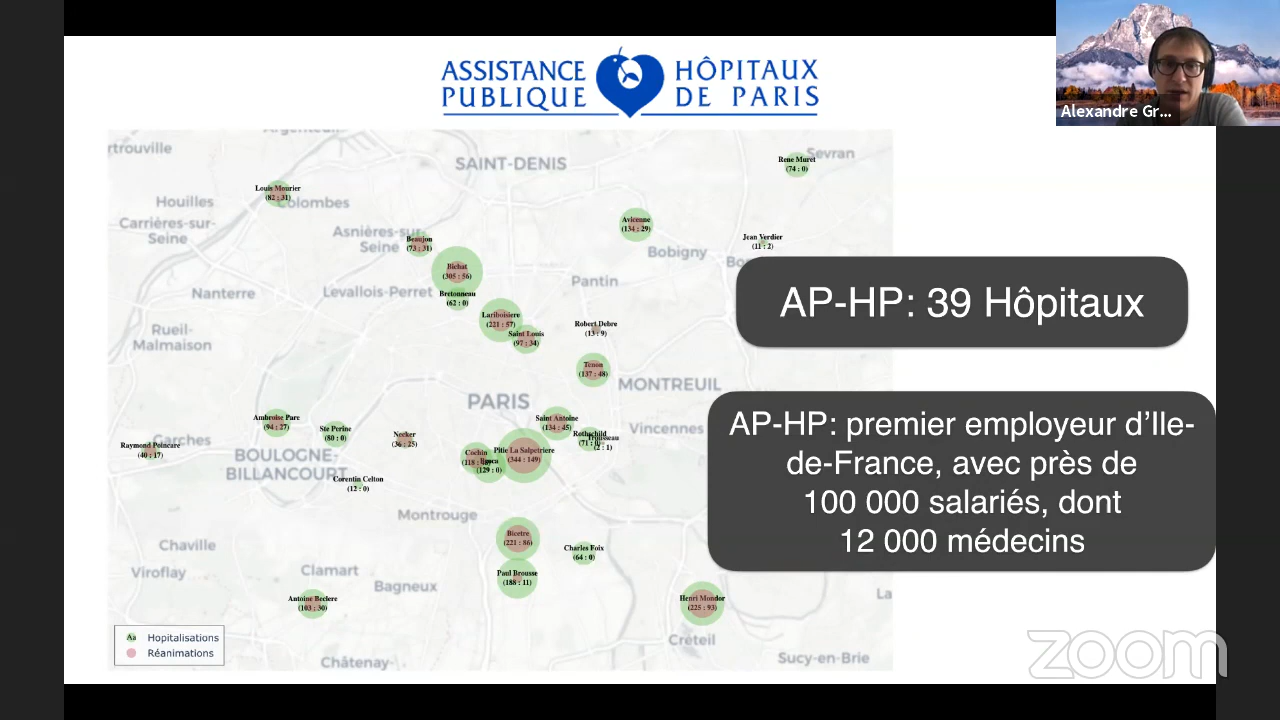 ASSISTANCE
PUBLIQUE
HÔPITAUX
DE PARIS
Alexandre Gr...
rtrouville
SAINT-DENIS
Rene Muret
(74 : 0)
Sevran
Louis Mourier
(82 : 31)
Houilles
Colombes
Carrières-sur-
Seine
Asnières-sur-
Seine
Beaujon
(73 : 31)
Avicenne
(134 : 29)
Jean Verdier
(11 : 2)
Bobigny
Bichat
(305 : 56)
Pantin
Nanterre
Levallois-Perret
Bretonneau
(62 : 0)
AP-HP: 39 Hôpitaux
Lariboisiere
(221 : 57)
Saint Louis
(97 : 34)
Robert Debre
(13 : 9)
Rueil-
Malmaison
Tenon
(137 : 48)
MONTREUIL
PARIS
AP-HP: premier employeur d’Ile-
de-France, avec près de
100 000 salariés, dont
12 000 médecins
Ambroise Pare
(94 : 27)
Ste Perine
(80 : 0)
Necker
(36 : 25)
Saint Antoine
(134 : 45)
Rothschild
Trousseau
(2 : 1)
Vincennes
Raymond Poincare
(40 : 17)
Garches
BOULOGNE-
BILLANCOURT
Cochin
Pitie La Salpetriere
(344 : 149)
(129 : 0)
Corentin Celton
(12 : 0)
Montrouge
Bicetre
(221 : 86)
Charles Foix
(64 : 0)
Chaville
Viroflay
Clamart
Bagneux
Paul Brousse
(188 : 11)
Antoine Beclere
(103 : 30)
Henri Mondor
(225 : 93)
La
Créteil
Aa Hopitalisations
Réanimations
Châtenay-
Sucy-en-Brie
zoom